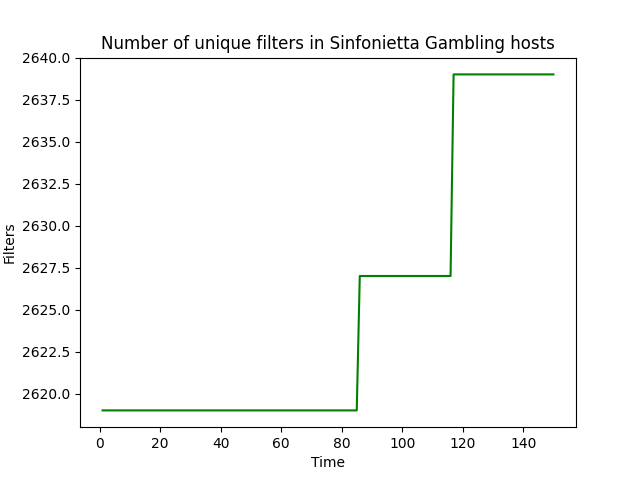 Number of unique filters in Sinfonietta Gambling hosts
2640.0
2637.5
2635.0
2632.5
2630.0
2627.5
2625.0
2622.5
2620.0
Filters
0 20 40 60 80 100 120 140
Time